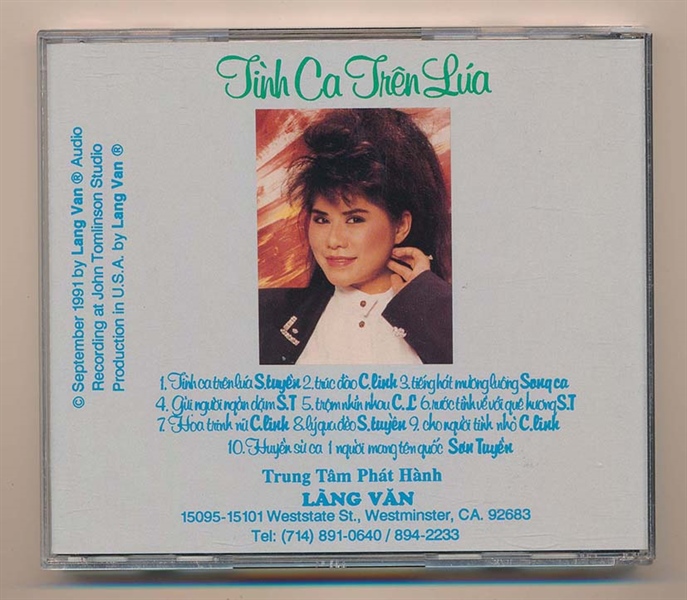 Tình Ca Trên Lúa
© September 1991 by Lang Van ® Audio
Recording at John Tomlinson Studio
Production in U.S.A. by Lang Van ®
1. Tình ca trên lúa S.tuyền 2. trúc đào C.linh 3. tiếng hát mường luông Song ca
4. Gửi người ngàn dặm S.T 5. trộm nhìn nhau C.L 6. rước tình về với quê hương S.T
7. Hoa trinh nữ C.linh 8. lý qua đèo S.tuyền 9. cho người tình nhỏ C.linh
10. Huyền sử ca 1 người mang tên quốc Sơn Tuyền
Trung Tâm Phát Hành
LÀNG VĂN
15095-15101 Weststate St., Westminster, CA. 92683
Tel: (714) 891-0640 / 894-2233